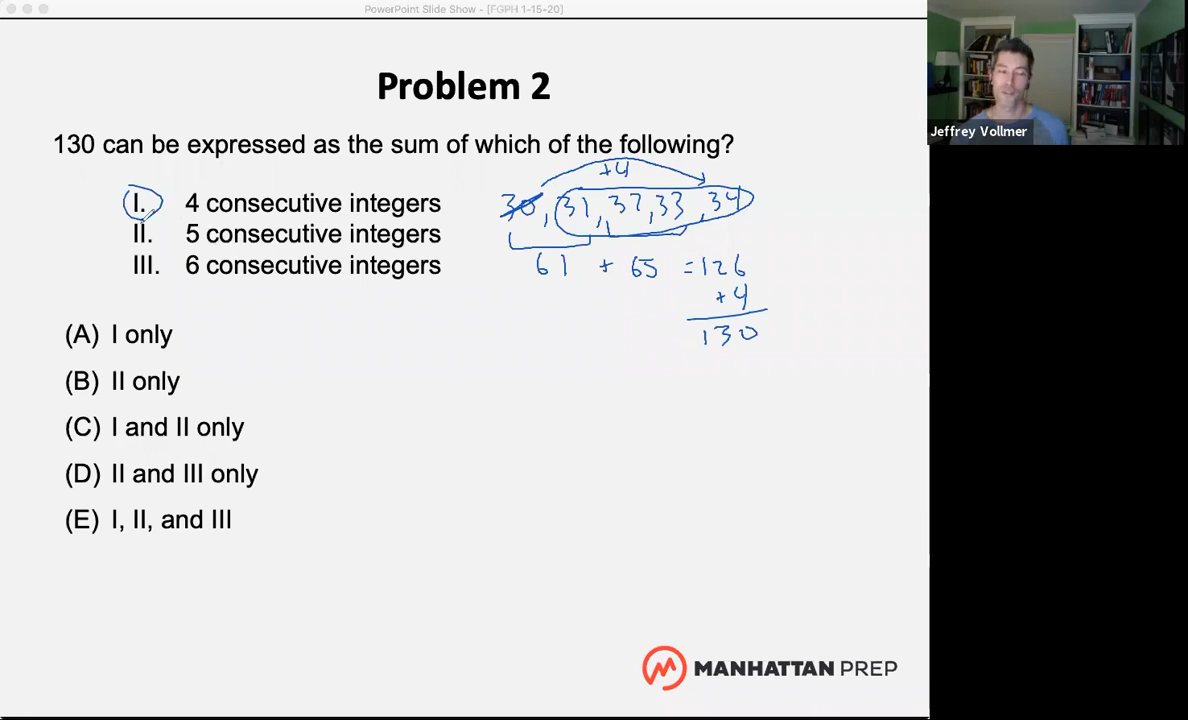 PowerPoint Slide Show - [FGPH 1-15-20]
Problem 2
130 can be expressed as the sum of which of the following?
+4
I. 4 consecutive integers 30, 31, 32, 33, 34
II. 5 consecutive integers
III. 6 consecutive integers 61 + 65 = 126
+4
130
(A) I only
(B) II only
(C) I and II only
(D) II and III only
(E) I, II, and III
MANHATTAN PREP
Jeffrey Vollmer